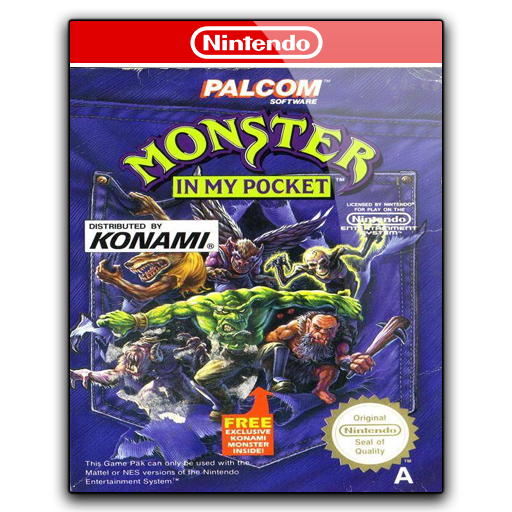 Nintendo
PALCOM
SOFTWARE
MONSTER
IN MY POCKET™
LICENSED BY NINTENDO®
FOR PLAY ON THE
Nintendo
ENTERTAINMENT
SYSTEM™
DISTRIBUTED BY
KONAMI®
FREE
EXCLUSIVE
KONAMI
MONSTER
INSIDE!
Original
Nintendo
Seal of
Quality
This Game Pak can only be used with the
Mattel or NES versions of the Nintendo
Entertainment System.™
™
A